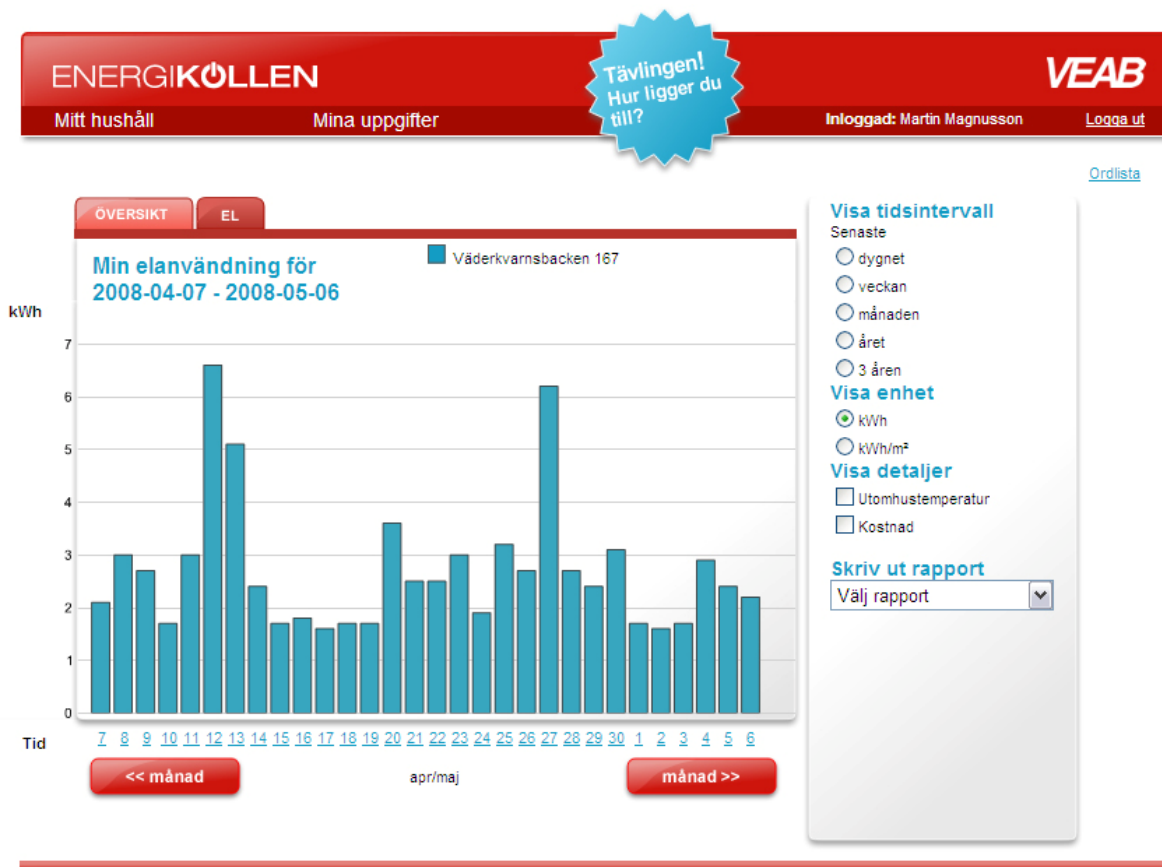 ENERGIKOLLEN
Tävlingen!
Hur ligger du
till?
VEAB
Mitt hushåll
Mina uppgifter
Inloggad: Martin Magnusson
Logga ut
Ordlista
ÖVERSIKT
EL
Min elanvändning för
2008-04-07 - 2008-05-06
Väderkvarnsbacken 167
kWh
7
6
5
4
3
2
1
0
Tid
7 8 9 10 11 12 13 14 15 16 17 18 19 20 21 22 23 24 25 26 27 28 29 30 1 2 3 4 5 6
<< månad
apr/maj
månad >>
Visa tidsintervall
Senaste
dygnet
veckan
månaden
året
3 åren
Visa enhet
kWh
kWh/m²
Visa detaljer
Utomhustemperatur
Kostnad
Skriv ut rapport
Välj rapport